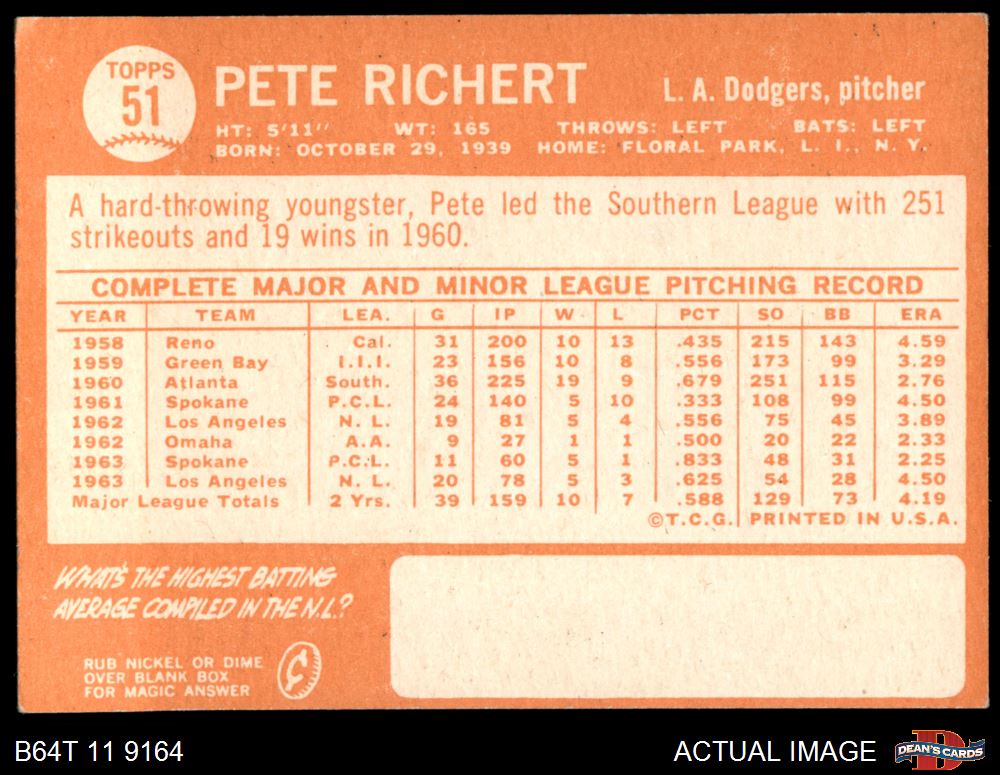 TOPPS
51
PETE RICHERT
L. A. Dodgers, pitcher
HT: 5'11" WT: 165 THROWS: LEFT BATS: LEFT
BORN: OCTOBER 29, 1939 HOME: FLORAL PARK, L. I., N. Y.
A hard-throwing youngster, Pete led the Southern League with 251
strikeouts and 19 wins in 1960.
COMPLETE MAJOR AND MINOR LEAGUE PITCHING RECORD
YEAR TEAM LEA. G IP W L PCT SO BB ERA
1958 Reno Cal. 31 200 10 13 .435 215 143 4.59
1959 Green Bay I.I.I. 23 156 10 8 .556 173 99 3.29
1960 Atlanta South. 36 225 19 9 .679 251 115 2.76
1961 Spokane P.C.L. 24 140 5 10 .333 108 99 4.50
1962 Los Angeles N. L. 19 81 5 4 .556 75 45 3.89
1962 Omaha A.A. 9 27 1 1 .500 20 22 2.33
1963 Spokane P.C.L. 11 60 5 1 .833 48 31 2.25
1963 Los Angeles N. L. 20 78 5 3 .625 54 28 4.50
Major League Totals 2 Yrs. 39 159 10 7 .588 129 73 4.19
©T.C.G. PRINTED IN U.S.A.
WHAT'S THE HIGHEST BATTING
AVERAGE COMPILED IN THE N.L.?
RUB NICKEL OR DIME
OVER BLANK BOX
FOR MAGIC ANSWER
B64T 11 9164
ACTUAL IMAGE
DEAN'S CARDS